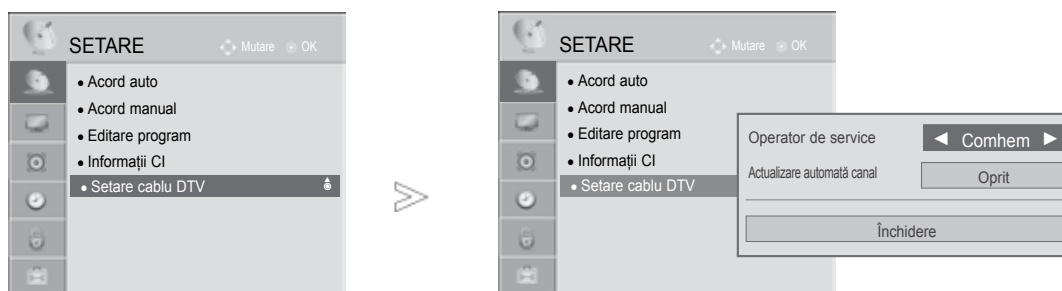 SETARE Mutare OK
• Acord auto
• Acord manual
• Editare program
• Informații CI
• Setare cablu DTV
SETARE Mutare OK
• Acord auto
• Acord manual
• Editare program
• Informații CI
• Setare cablu DTV
Operator de service ◄ Comhem ►
Actualizare automată canal Oprit
Închidere